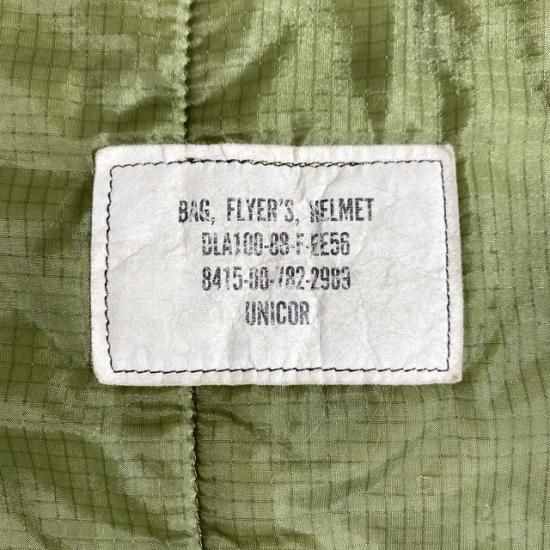 BAG, FLYER'S, HELMET
DLA100-88-F-EE56
8415-00-782-2989
UNICOR